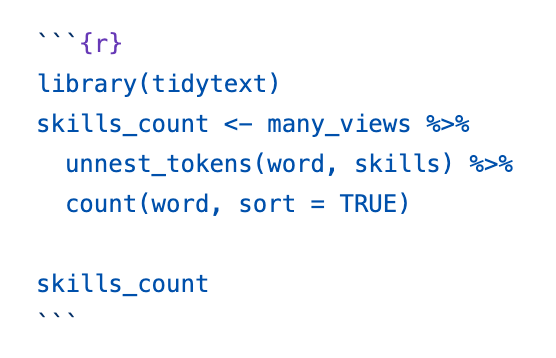 ```{r}
library(tidytext)
skills_count <- many_views %>%
  unnest_tokens(word, skills) %>%
  count(word, sort = TRUE)

skills_count
```